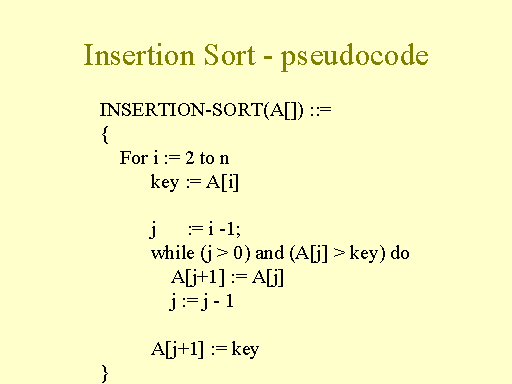 Insertion Sort - pseudocode
INSERTION-SORT(A[]) ::=
{
For i := 2 to n
key := A[i]
j := i -1;
while (j > 0) and (A[j] > key) do
A[j+1] := A[j]
j := j - 1
A[j+1] := key
}